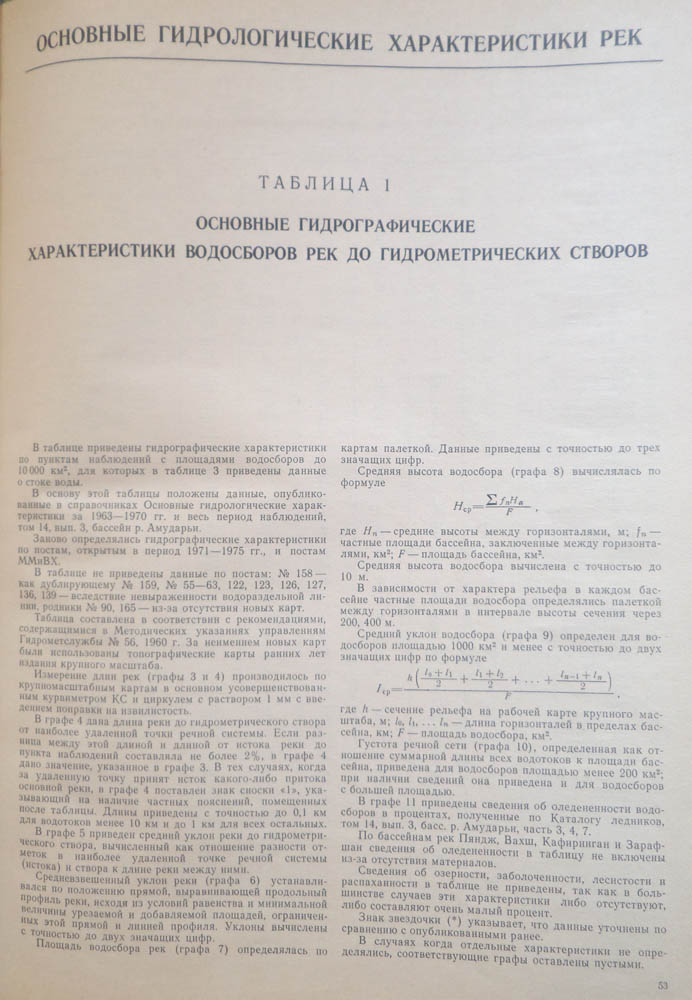 ОСНОВНЫЕ ГИДРОЛОГИЧЕСКИЕ ХАРАКТЕРИСТИКИ РЕК
ТАБЛИЦА 1
ОСНОВНЫЕ ГИДРОГРАФИЧЕСКИЕ
ХАРАКТЕРИСТИКИ ВОДОСБОРОВ РЕК ДО ГИДРОМЕТРИЧЕСКИХ СТВОРОВ
В таблице приведены гидрографические характеристики
по пунктам наблюдений с площадями водосборов до
10 000 км², для которых в таблице 3 приведены данные
о стоке воды.
В основу этой таблицы положены данные, опублико-
ванные в справочниках Основные гидрологические харак-
теристики за 1963—1970 гг. и весь период наблюдений,
том 14, вып. 3, бассейн р. Амударьи.
Заново определялись гидрографические характеристики
по постам, открытым в период 1971—1975 гг., и постам
ММиВХ.
В таблице не приведены данные по постам: № 158 —
как дублирующему № 159, № 55—63, 122, 123, 126, 127,
136, 139 — вследствие невыраженности водораздельной ли-
нии, родники № 90, 165 — из-за отсутствия новых карт.
Таблица составлена в соответствии с рекомендациями,
содержащимися в Методических указаниях управлениям
Гидрометслужбы № 56, 1960 г. За неимением новых карт
были использованы топографические карты ранних лет
издания крупного масштаба.
Измерение длин рек (графы 3 и 4) производилось по
крупномасштабным картам в основном усовершенствован-
ным курвиметром КС и циркулем с раствором 1 мм с вве-
дением поправки на извилистость.
В графе 4 дана длина реки до гидрометрического створа
от наиболее удаленной точки речной системы. Если раз-
ница между этой длиной и длиной от истока реки до
пункта наблюдений составляла не более 2%, в графе 4
дано значение, указанное в графе 3. В тех случаях, когда
за удаленную точку принят исток какого-либо притока
основной реки, в графе 4 поставлен знак сноски «1», ука-
зывающий на наличие частных пояснений, помещенных
после таблицы. Длины приведены с точностью до 0,1 км
для водотоков менее 10 км и до 1 км для всех остальных.
В графе 5 приведен средний уклон реки до гидрометри-
ческого створа, вычисленный как отношение разности от-
меток в наиболее удаленной точке речной системы
(истока) и створа к длине реки между ними.
Средневзвешенный уклон реки (графа 6) устанавли-
вался по положению прямой, выравнивающей продольный
профиль реки, исходя из условий равенства и минимальной
величины урезаемой и добавляемой площадей, ограничен-
ных этой прямой и линией профиля. Уклоны вычислены
с точностью до двух значащих цифр.
Площадь водосбора рек (графа 7) определялась по
картам палеткой. Данные приведены с точностью до трех
значащих цифр.
Средняя высота водосбора (графа 8) вычислялась по
формуле
Hср = ∑ fₙHₙ / F ,
где Hₙ — средние высоты между горизонталями, м; fₙ —
частные площади бассейна, заключенные между горизонта-
лями, км²; F — площадь бассейна, км².
Средняя высота водосбора вычислена с точностью до
10 м.
В зависимости от характера рельефа в каждом бас-
сейне частные площади водосбора определялись палеткой
между горизонталями в интервале высоты сечения через
200, 400 м.
Средний уклон водосбора (графа 9) определен для во-
досборов площадью 1000 км² и менее с точностью до двух
значащих цифр по формуле
Iср = h ( (l₀ + l₁)/2 + (l₁ + l₂)/2 + . . . + (lₙ₋₁ + lₙ)/2 ) / F ,
где h — сечение рельефа на рабочей карте крупного мас-
штаба, м; l₀, l₁, . . . lₙ — длина горизонталей в пределах бас-
сейна, км; F — площадь водосбора, км².
Густота речной сети (графа 10), определенная как от-
ношение суммарной длины всех водотоков к площади бас-
сейна, приведена для водосборов площадью менее 200 км²;
при наличии сведений она приведена и для водосборов
с большей площадью.
В графе 11 приведены сведения об оледенености водо-
сборов в процентах, полученные по Каталогу ледников,
том 14, вып. 3, басс. р. Амударьи, часть 3, 4, 7.
По бассейнам рек Пяндж, Вахш, Кафирниган и Зараф-
шан сведения об оледенености в таблицу не включены
из-за отсутствия материалов.
Сведения об озерности, заболоченности, лесистости и
распаханности в таблице не приведены, так как в боль-
шинстве случаев эти характеристики либо отсутствуют,
либо составляют очень малый процент.
Знак звездочки (*) указывает, что данные уточнены по
сравнению с опубликованными ранее.
В случаях когда отдельные характеристики не опре-
делялись, соответствующие графы оставлены пустыми.
53